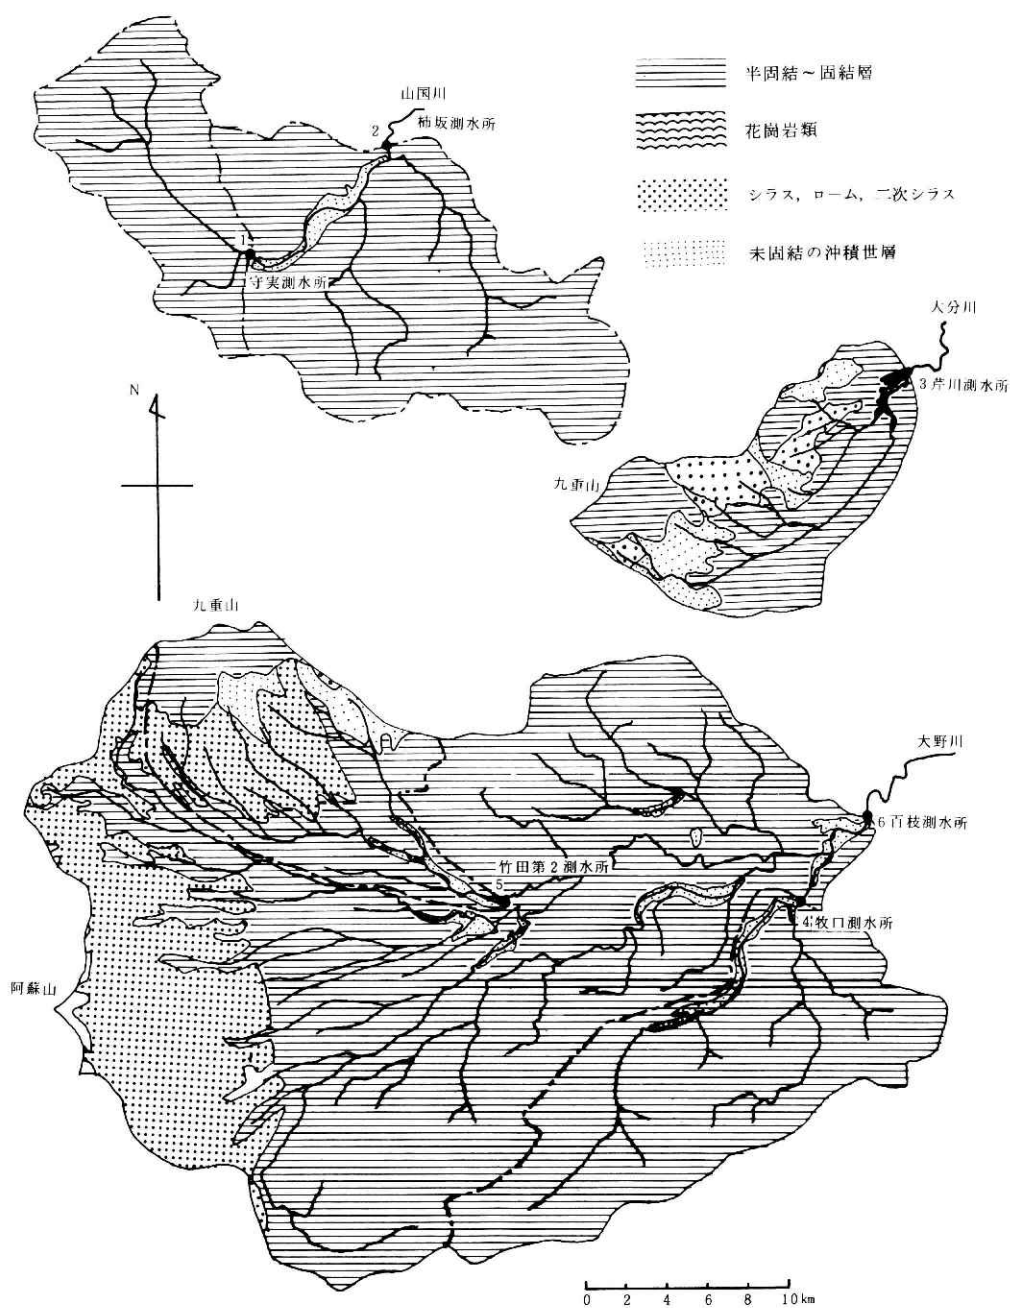 半固結～固結層
花崗岩類
シラス，ローム，二次シラス
未固結の沖積世層
山国川
2
柿坂測水所
1
守実測水所
大分川
3 芹川測水所
九重山
N
九重山
大野川
6 百枝測水所
竹田第2測水所
5
4 牧口測水所
阿蘇山
0 2 4 6 8 10km